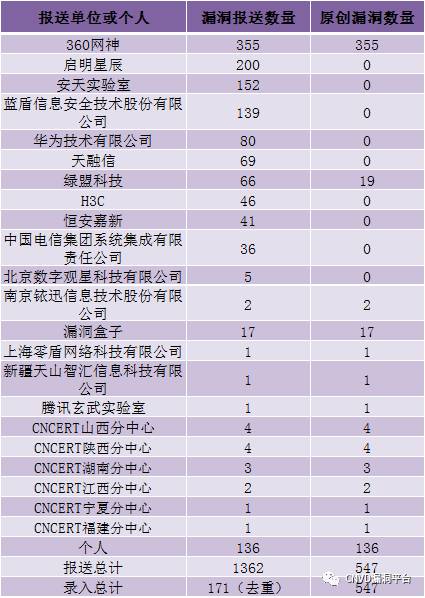 报送单位或个人 漏洞报送数量 原创漏洞数量
360网神 355 355
启明星辰 200 0
安天实验室 152 0
蓝盾信息安全技术股份有限
公司 139 0
华为技术有限公司 80 0
天融信 69 0
绿盟科技 66 19
H3C 46 0
恒安嘉新 41 0
中国电信集团系统集成有限
责任公司 36 0
北京数字观星科技有限公司 5 0
南京铱迅信息技术股份有限
公司 2 2
漏洞盒子 17 17
上海零盾网络科技有限公司 1 1
新疆天山智汇信息科技有限
公司 1 1
腾讯玄武实验室 1 1
CNCERT山西分中心 4 4
CNCERT陕西分中心 4 4
CNCERT湖南分中心 3 3
CNCERT江西分中心 2 2
CNCERT宁夏分中心 1 1
CNCERT福建分中心 1 1
个人 136 136
报送总计 1362 547
录入总计 171（去重） 547
CNVD漏洞平台